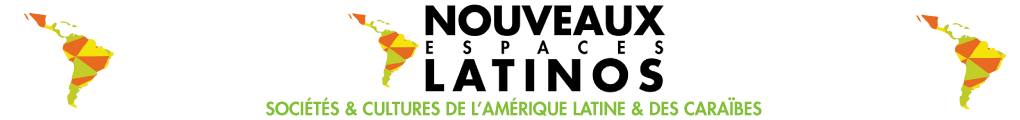 NOUVEAUX
ESPACES
LATINOS
SOCIÉTÉS & CULTURES DE L'AMÉRIQUE LATINE & DES CARAÏBES